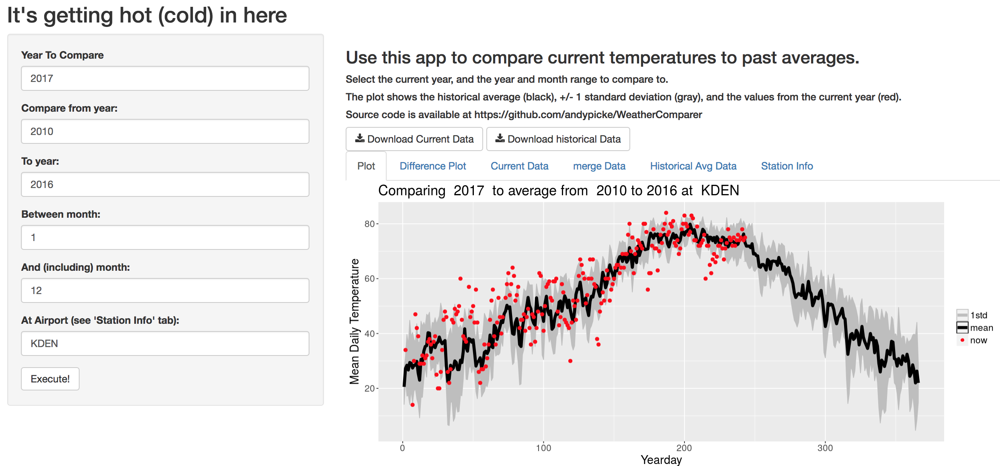 It's getting hot (cold) in here
Year To Compare
2017
Compare from year:
2010
To year:
2016
Between month:
1
And (including) month:
12
At Airport (see 'Station Info' tab):
KDEN
Execute!
Use this app to compare current temperatures to past averages.
Select the current year, and the year and month range to compare to.
The plot shows the historical average (black), +/- 1 standard deviation (gray), and the values from the current year (red).
Source code is available at https://github.com/andypicke/WeatherComparer
Download Current Data Download historical Data
Plot Difference Plot Current Data merge Data Historical Avg Data Station Info
Comparing 2017 to average from 2010 to 2016 at KDEN
Mean Daily Temperature
80
60
40
20
0 100 200 300
Yearday
1std
mean
now